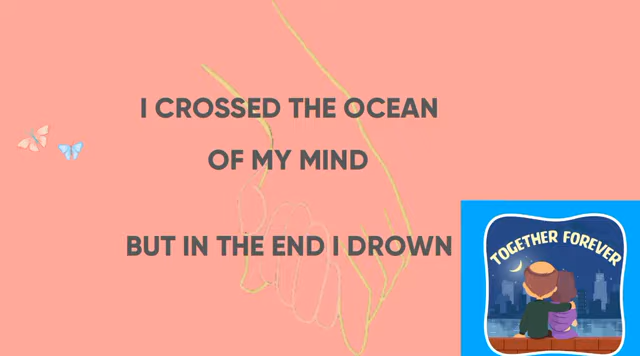 I CROSSED THE OCEAN
OF MY MIND
BUT IN THE END I DROWN
TOGETHER FOREVER